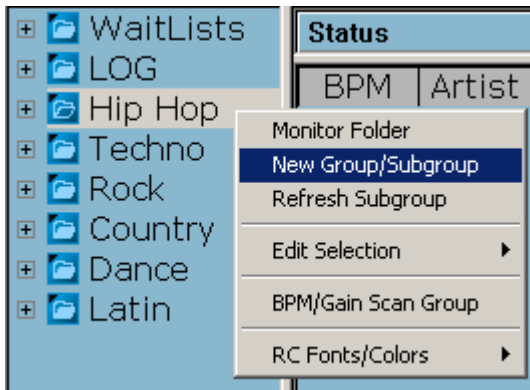 WaitLists
LOG
Hip Hop
Techno
Rock
Country
Dance
Latin
Status
BPM Artist
Monitor Folder
New Group/Subgroup
Refresh Subgroup
Edit Selection
BPM/Gain Scan Group
RC Fonts/Colors